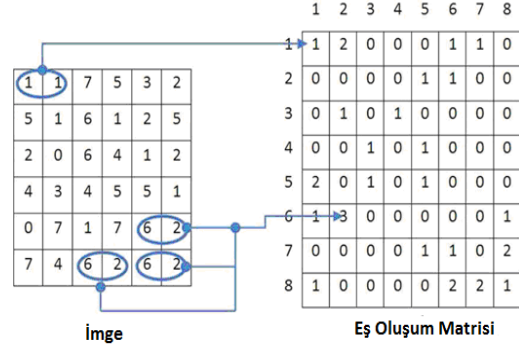 1 2 3 4 5 6 7 8
1 1 2 0 0 0 1 1 0
2 0 0 0 0 1 1 0 0
3 0 1 0 1 0 0 0 0
4 0 0 1 0 1 0 0 0
5 2 0 1 0 1 0 0 0
6 1 3 0 0 0 0 0 1
7 0 0 0 0 1 1 0 2
8 1 0 0 0 0 2 2 1
Eş Oluşum Matrisi
1 1 7 5 3 2
5 1 6 1 2 5
2 0 6 4 1 2
4 3 4 5 5 1
0 7 1 7 6 2
7 4 6 2 6 2
İmge